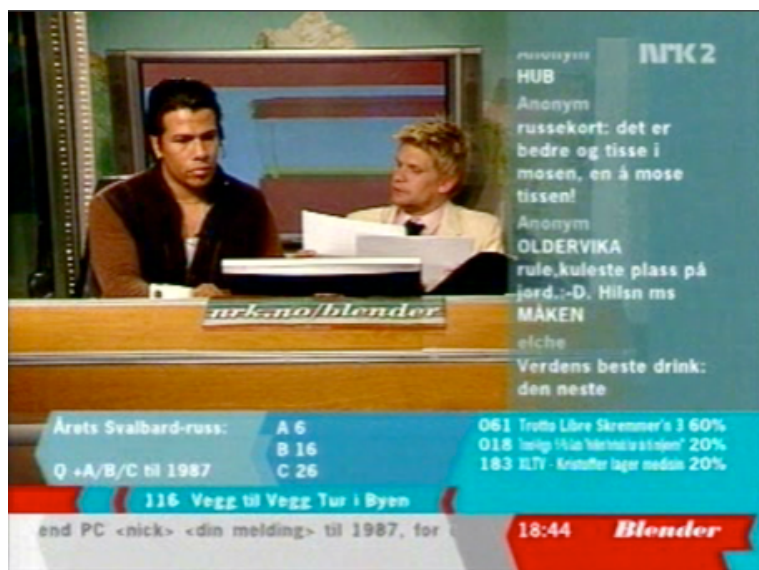 NRK2
Anonym
HUB
Anonym
russekort: det er
bedre og tisse i
mosen, en å mose
tissen!
Anonym
OLDERVIKA
rule,kuleste plass på
jord.:-D. Hilsn ms
MÅKEN
elche
Verdens beste drink:
den neste
nrk.no/blender
Årets Svalbard-russ:
A 6
B 16
Q +A/B/C til 1987
C 26
061 Trotto Libre Skremmer'n 3 60%
018 20%
183 XLTV - Kristoffer lager medisin 20%
116 Vegg til Vegg Tur i Byen
end PC <nick> <din melding> til 1987, for
18:44
Blender